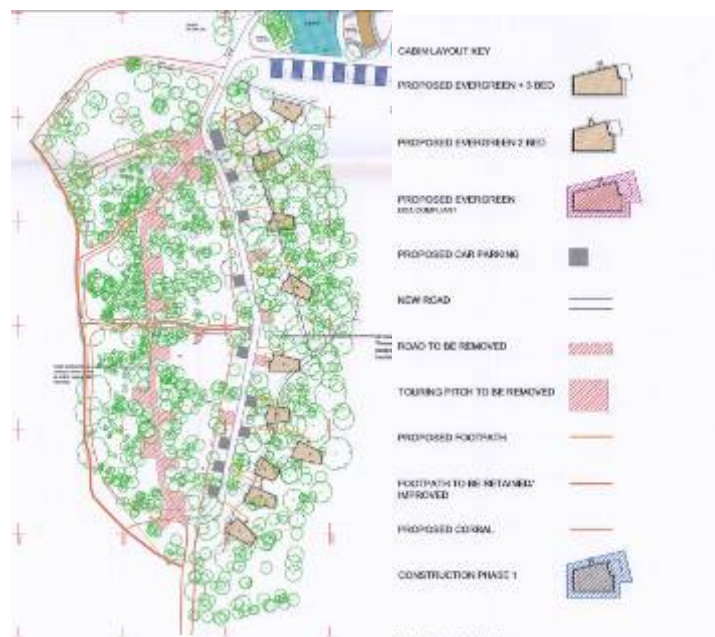 CABIN LAYOUT KEY
PROPOSED EVERGREEN + 3 BED
PROPOSED EVERGREEN 2 BED
PROPOSED EVERGREEN
DDA COMPLIANT
PROPOSED CAR PARKING
NEW ROAD
ROAD TO BE REMOVED
TOURING PITCH TO BE REMOVED
PROPOSED FOOTPATH
FOOTPATH TO BE RETAINED/
IMPROVED
PROPOSED CORRAL
CONSTRUCTION PHASE 1